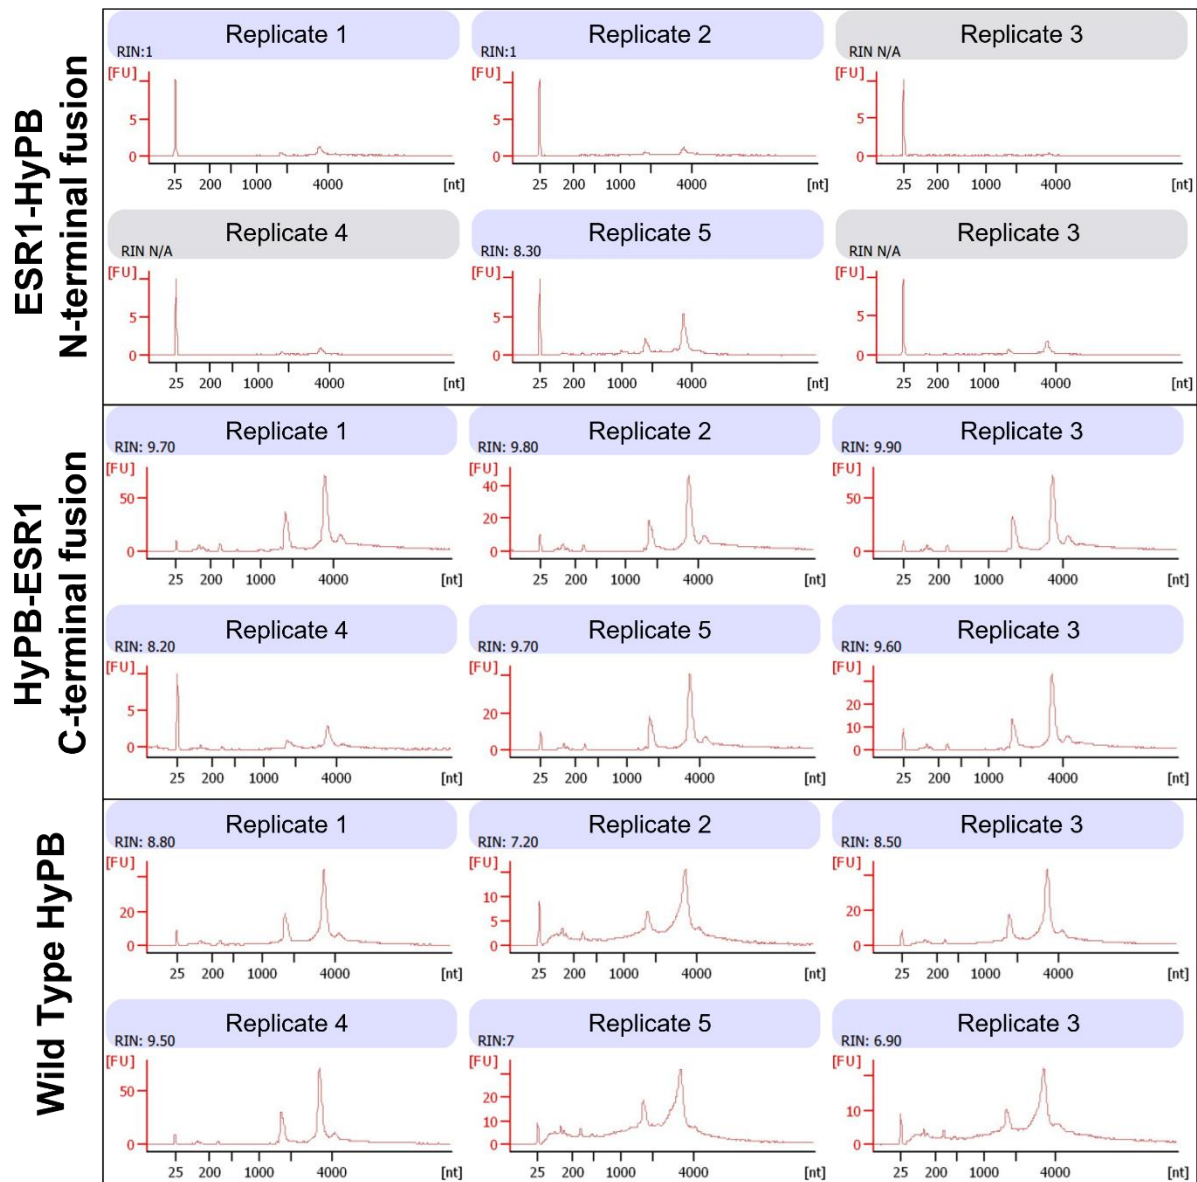 ESR1-HyPB
N-terminal fusion
Replicate 1
RIN:1
[FU]
5
0
25 200 1000 4000 [nt]
Replicate 2
RIN:1
[FU]
5
0
25 200 1000 4000 [nt]
Replicate 3
RIN N/A
[FU]
5
0
25 200 1000 4000 [nt]
Replicate 4
RIN N/A
[FU]
5
0
25 200 1000 4000 [nt]
Replicate 5
RIN: 8.30
[FU]
5
0
25 200 1000 4000 [nt]
Replicate 3
RIN N/A
[FU]
5
0
25 200 1000 4000 [nt]
HyPB-ESR1
C-terminal fusion
Replicate 1
RIN: 9.70
[FU]
50
0
25 200 1000 4000 [nt]
Replicate 2
RIN: 9.80
[FU]
40
20
0
25 200 1000 4000 [nt]
Replicate 3
RIN: 9.90
[FU]
50
0
25 200 1000 4000 [nt]
Replicate 4
RIN: 8.20
[FU]
5
0
25 200 1000 4000 [nt]
Replicate 5
RIN: 9.70
[FU]
20
0
25 200 1000 4000 [nt]
Replicate 3
RIN: 9.60
[FU]
20
10
0
25 200 1000 4000 [nt]
Wild Type HyPB
Replicate 1
RIN: 8.80
[FU]
20
0
25 200 1000 4000 [nt]
Replicate 2
RIN: 7.20
[FU]
10
5
0
25 200 1000 4000 [nt]
Replicate 3
RIN: 8.50
[FU]
20
0
25 200 1000 4000 [nt]
Replicate 4
RIN: 9.50
[FU]
50
0
25 200 1000 4000 [nt]
Replicate 5
RIN:7
[FU]
20
10
0
25 200 1000 4000 [nt]
Replicate 3
RIN: 6.90
[FU]
10
0
25 200 1000 4000 [nt]